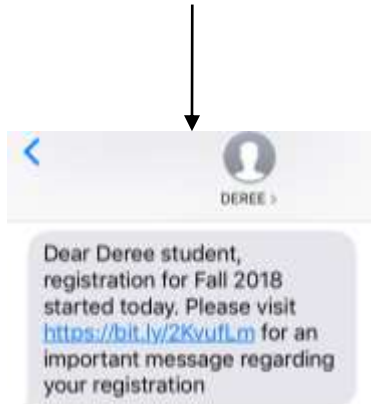 DEREE >
Dear Deree student,
registration for Fall 2018
started today. Please visit
https://bit.ly/2KvufLm for an
important message regarding
your registration